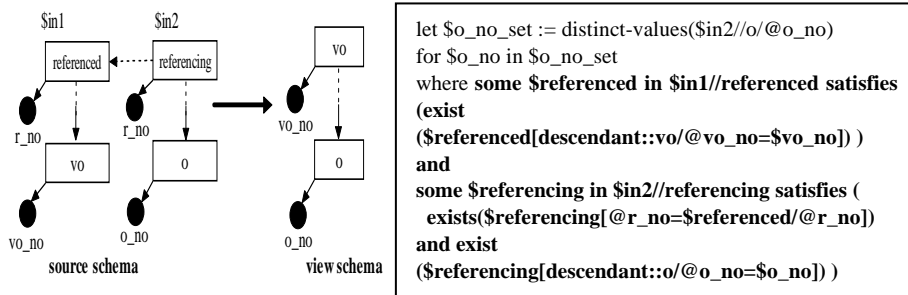 $in1
$in2
referenced
referencing
r_no
r_no
vo
o
vo_no
o_no
source schema
vo
vo_no
o
o_no
view schema
let $o_no_set := distinct-values($in2//o/@o_no)
for $o_no in $o_no_set
where some $referenced in $in1//referenced satisfies
(exist
($referenced[descendant::vo/@vo_no=$vo_no]) )
and
some $referencing in $in2//referencing satisfies (
exists($referencing[@r_no=$referenced/@r_no])
and exist
($referencing[descendant::o/@o_no=$o_no]) )